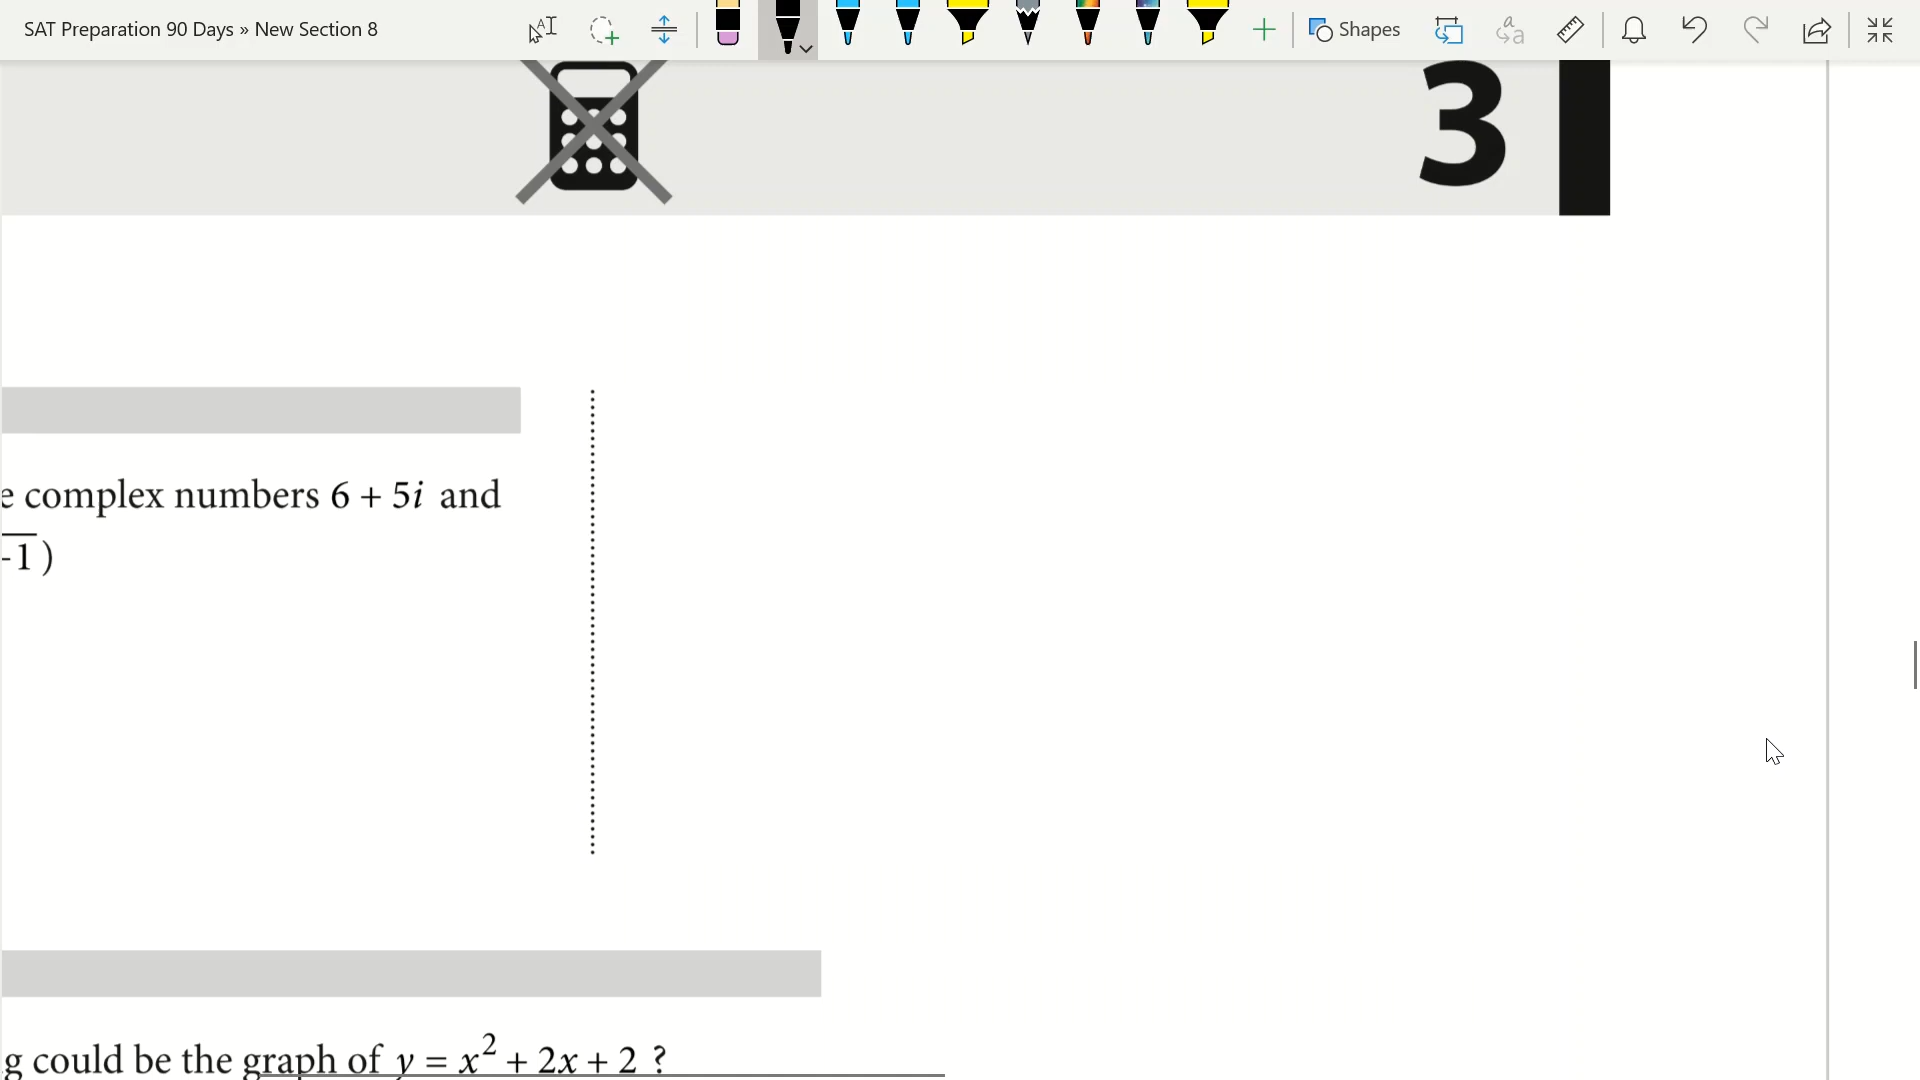 SAT Preparation 90 Days » New Section 8
Shapes
3
e complex numbers 6 + 5i and
-1)
g could be the graph of y = x² + 2x + 2 ?